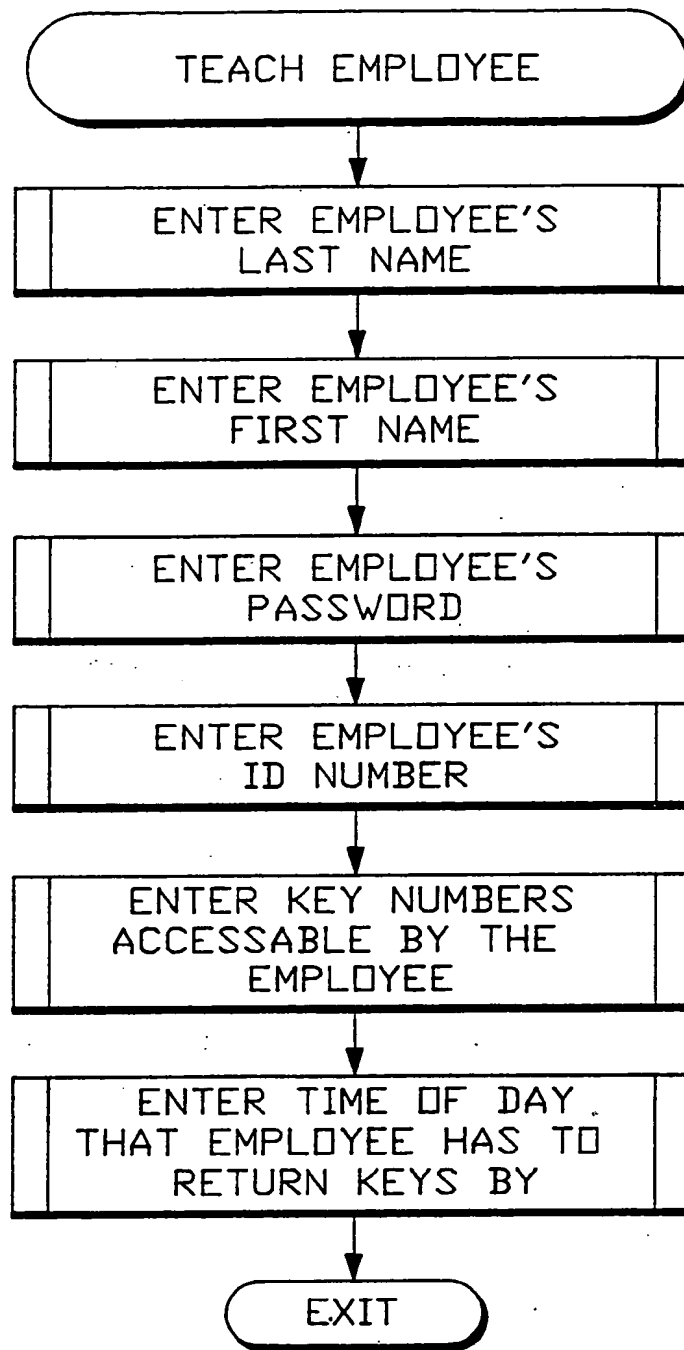 TEACH EMPLOYEE
ENTER EMPLOYEE'S
LAST NAME
ENTER EMPLOYEE'S
FIRST NAME
ENTER EMPLOYEE'S
PASSWORD
ENTER EMPLOYEE'S
ID NUMBER
ENTER KEY NUMBERS
ACCESSABLE BY THE
EMPLOYEE
ENTER TIME OF DAY
THAT EMPLOYEE HAS TO
RETURN KEYS BY
EXIT